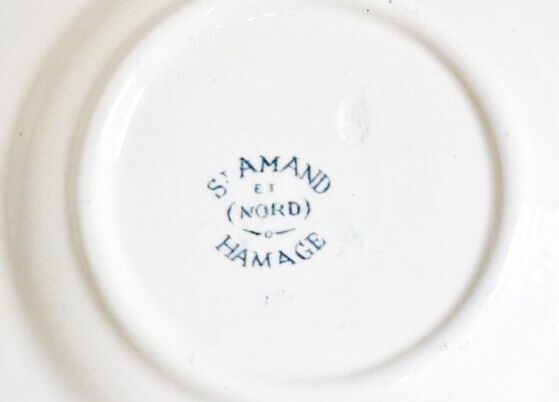 St AMAND
ET
(NORD)
HAMAGE